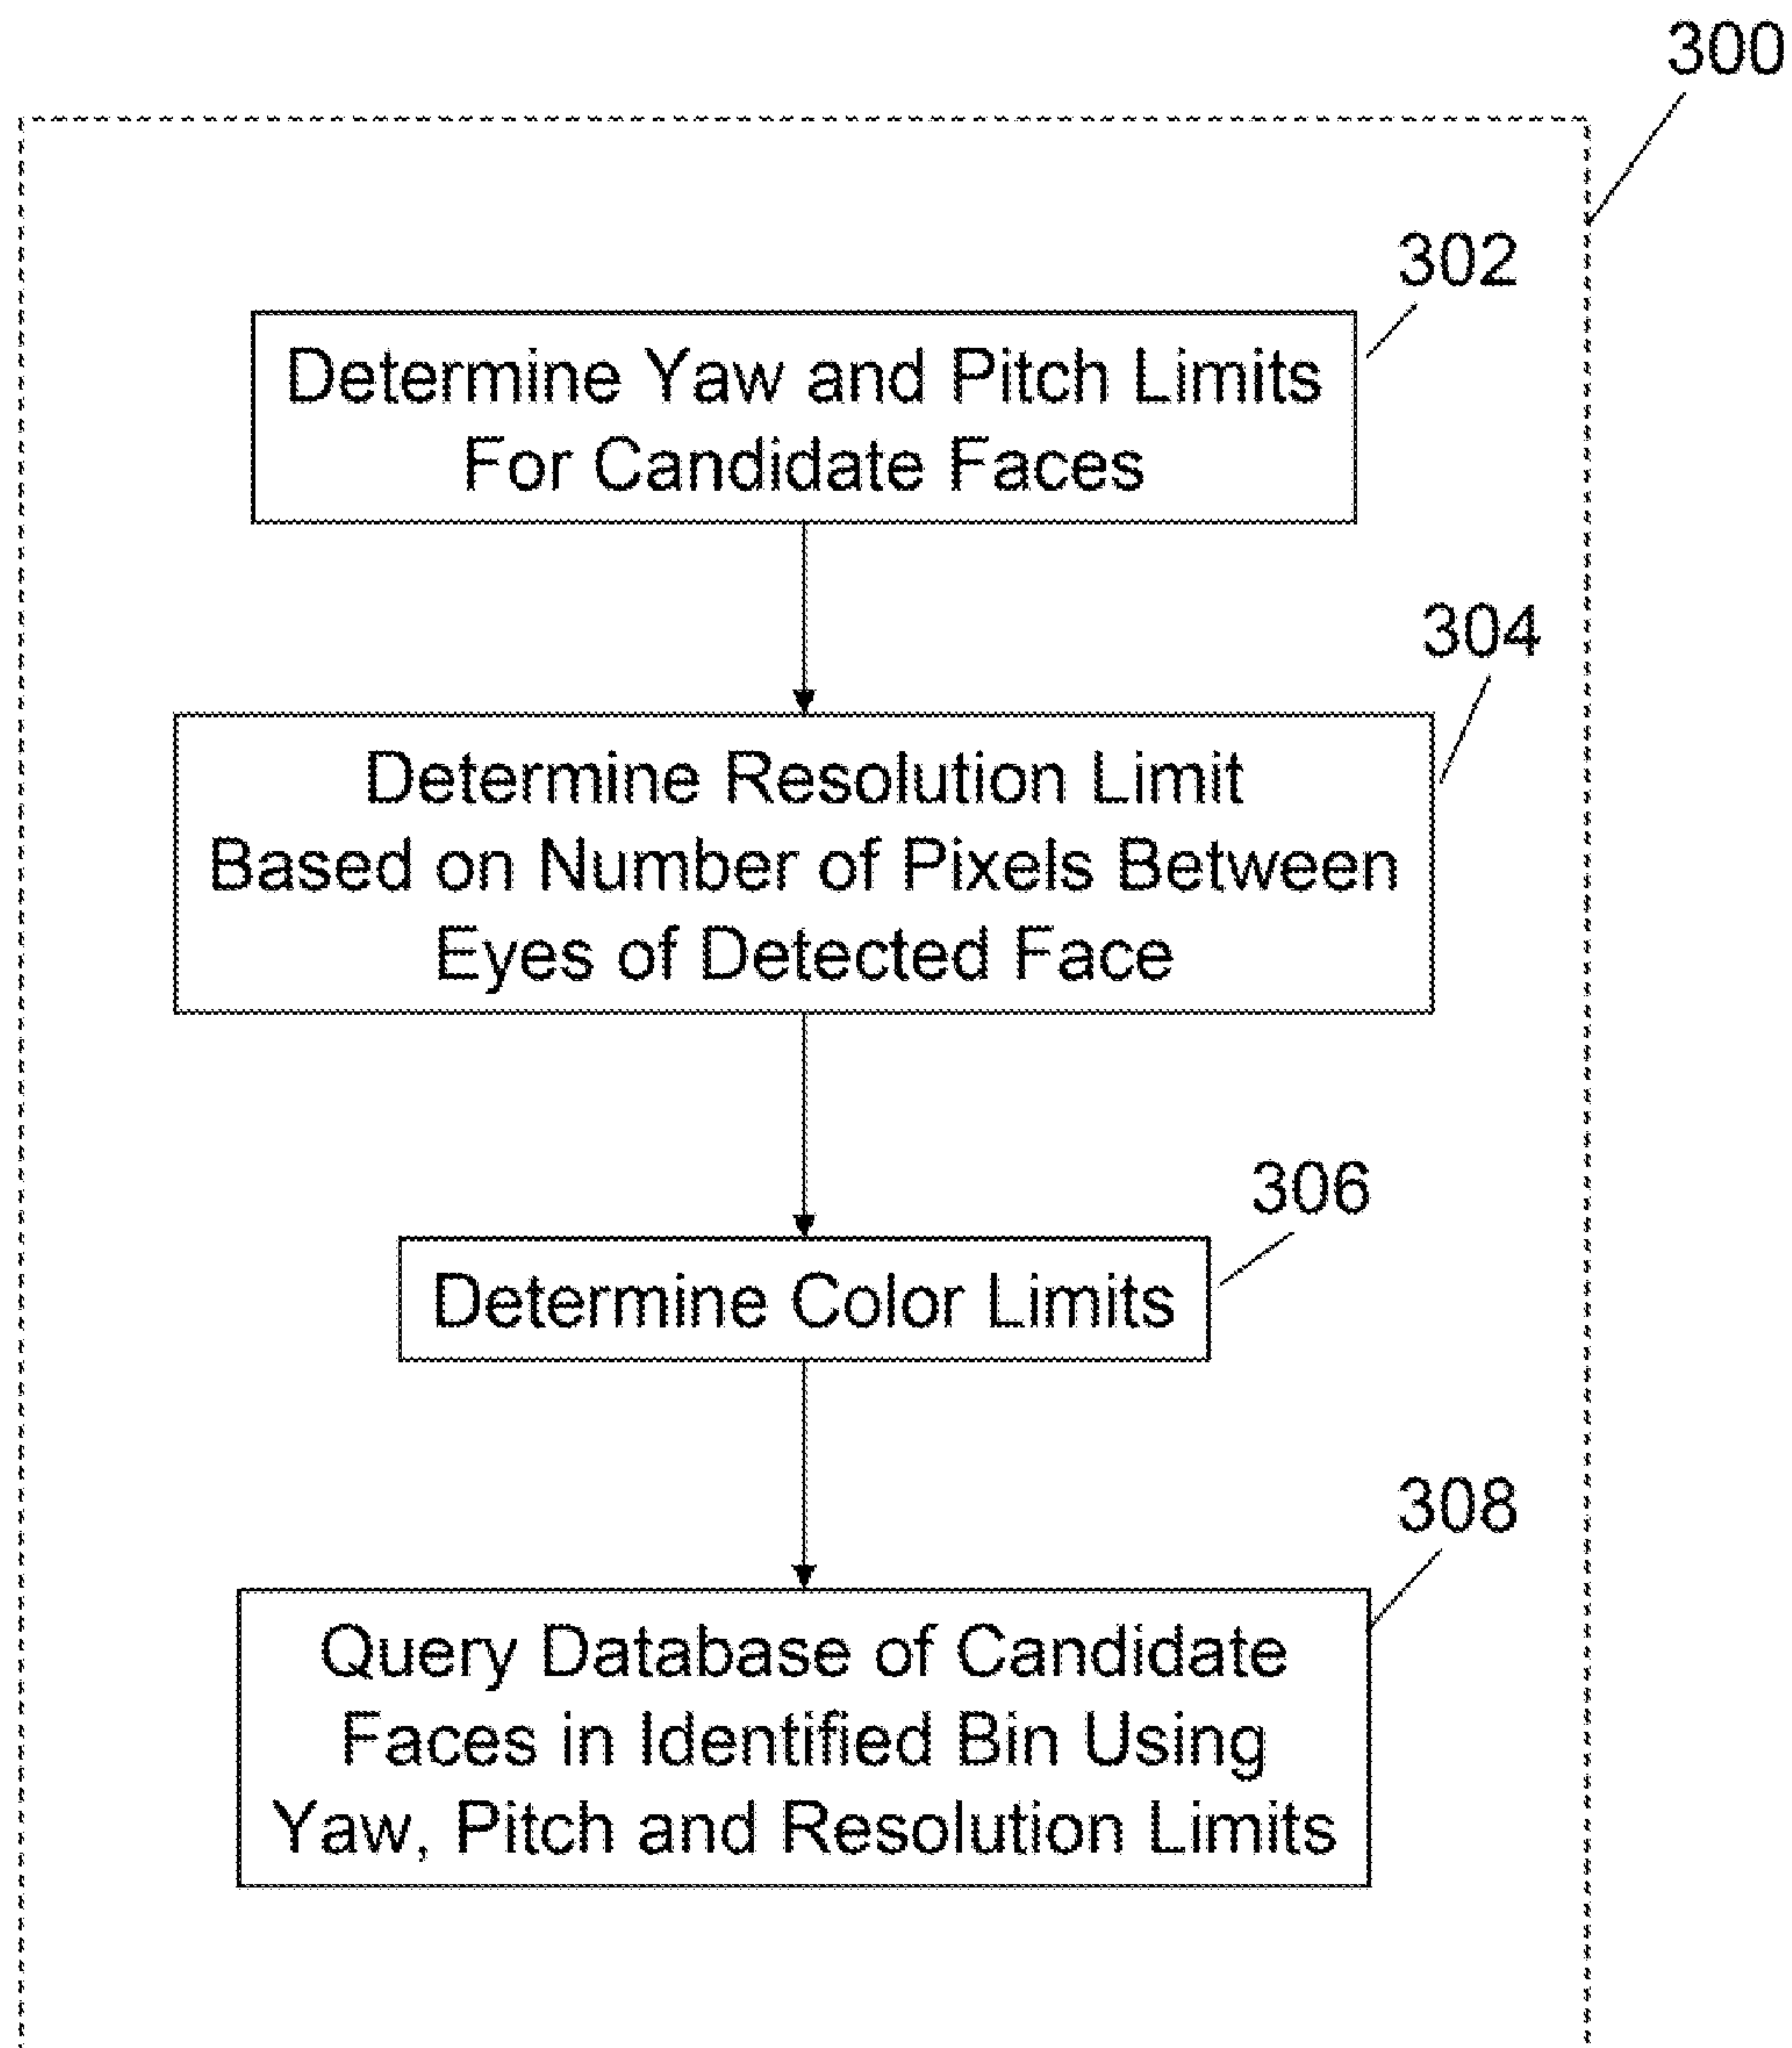 300
302
Determine Yaw and Pitch Limits
For Candidate Faces
304
Determine Resolution Limit
Based on Number of Pixels Between
Eyes of Detected Face
306
Determine Color Limits
308
Query Database of Candidate
Faces in Identified Bin Using
Yaw, Pitch and Resolution Limits